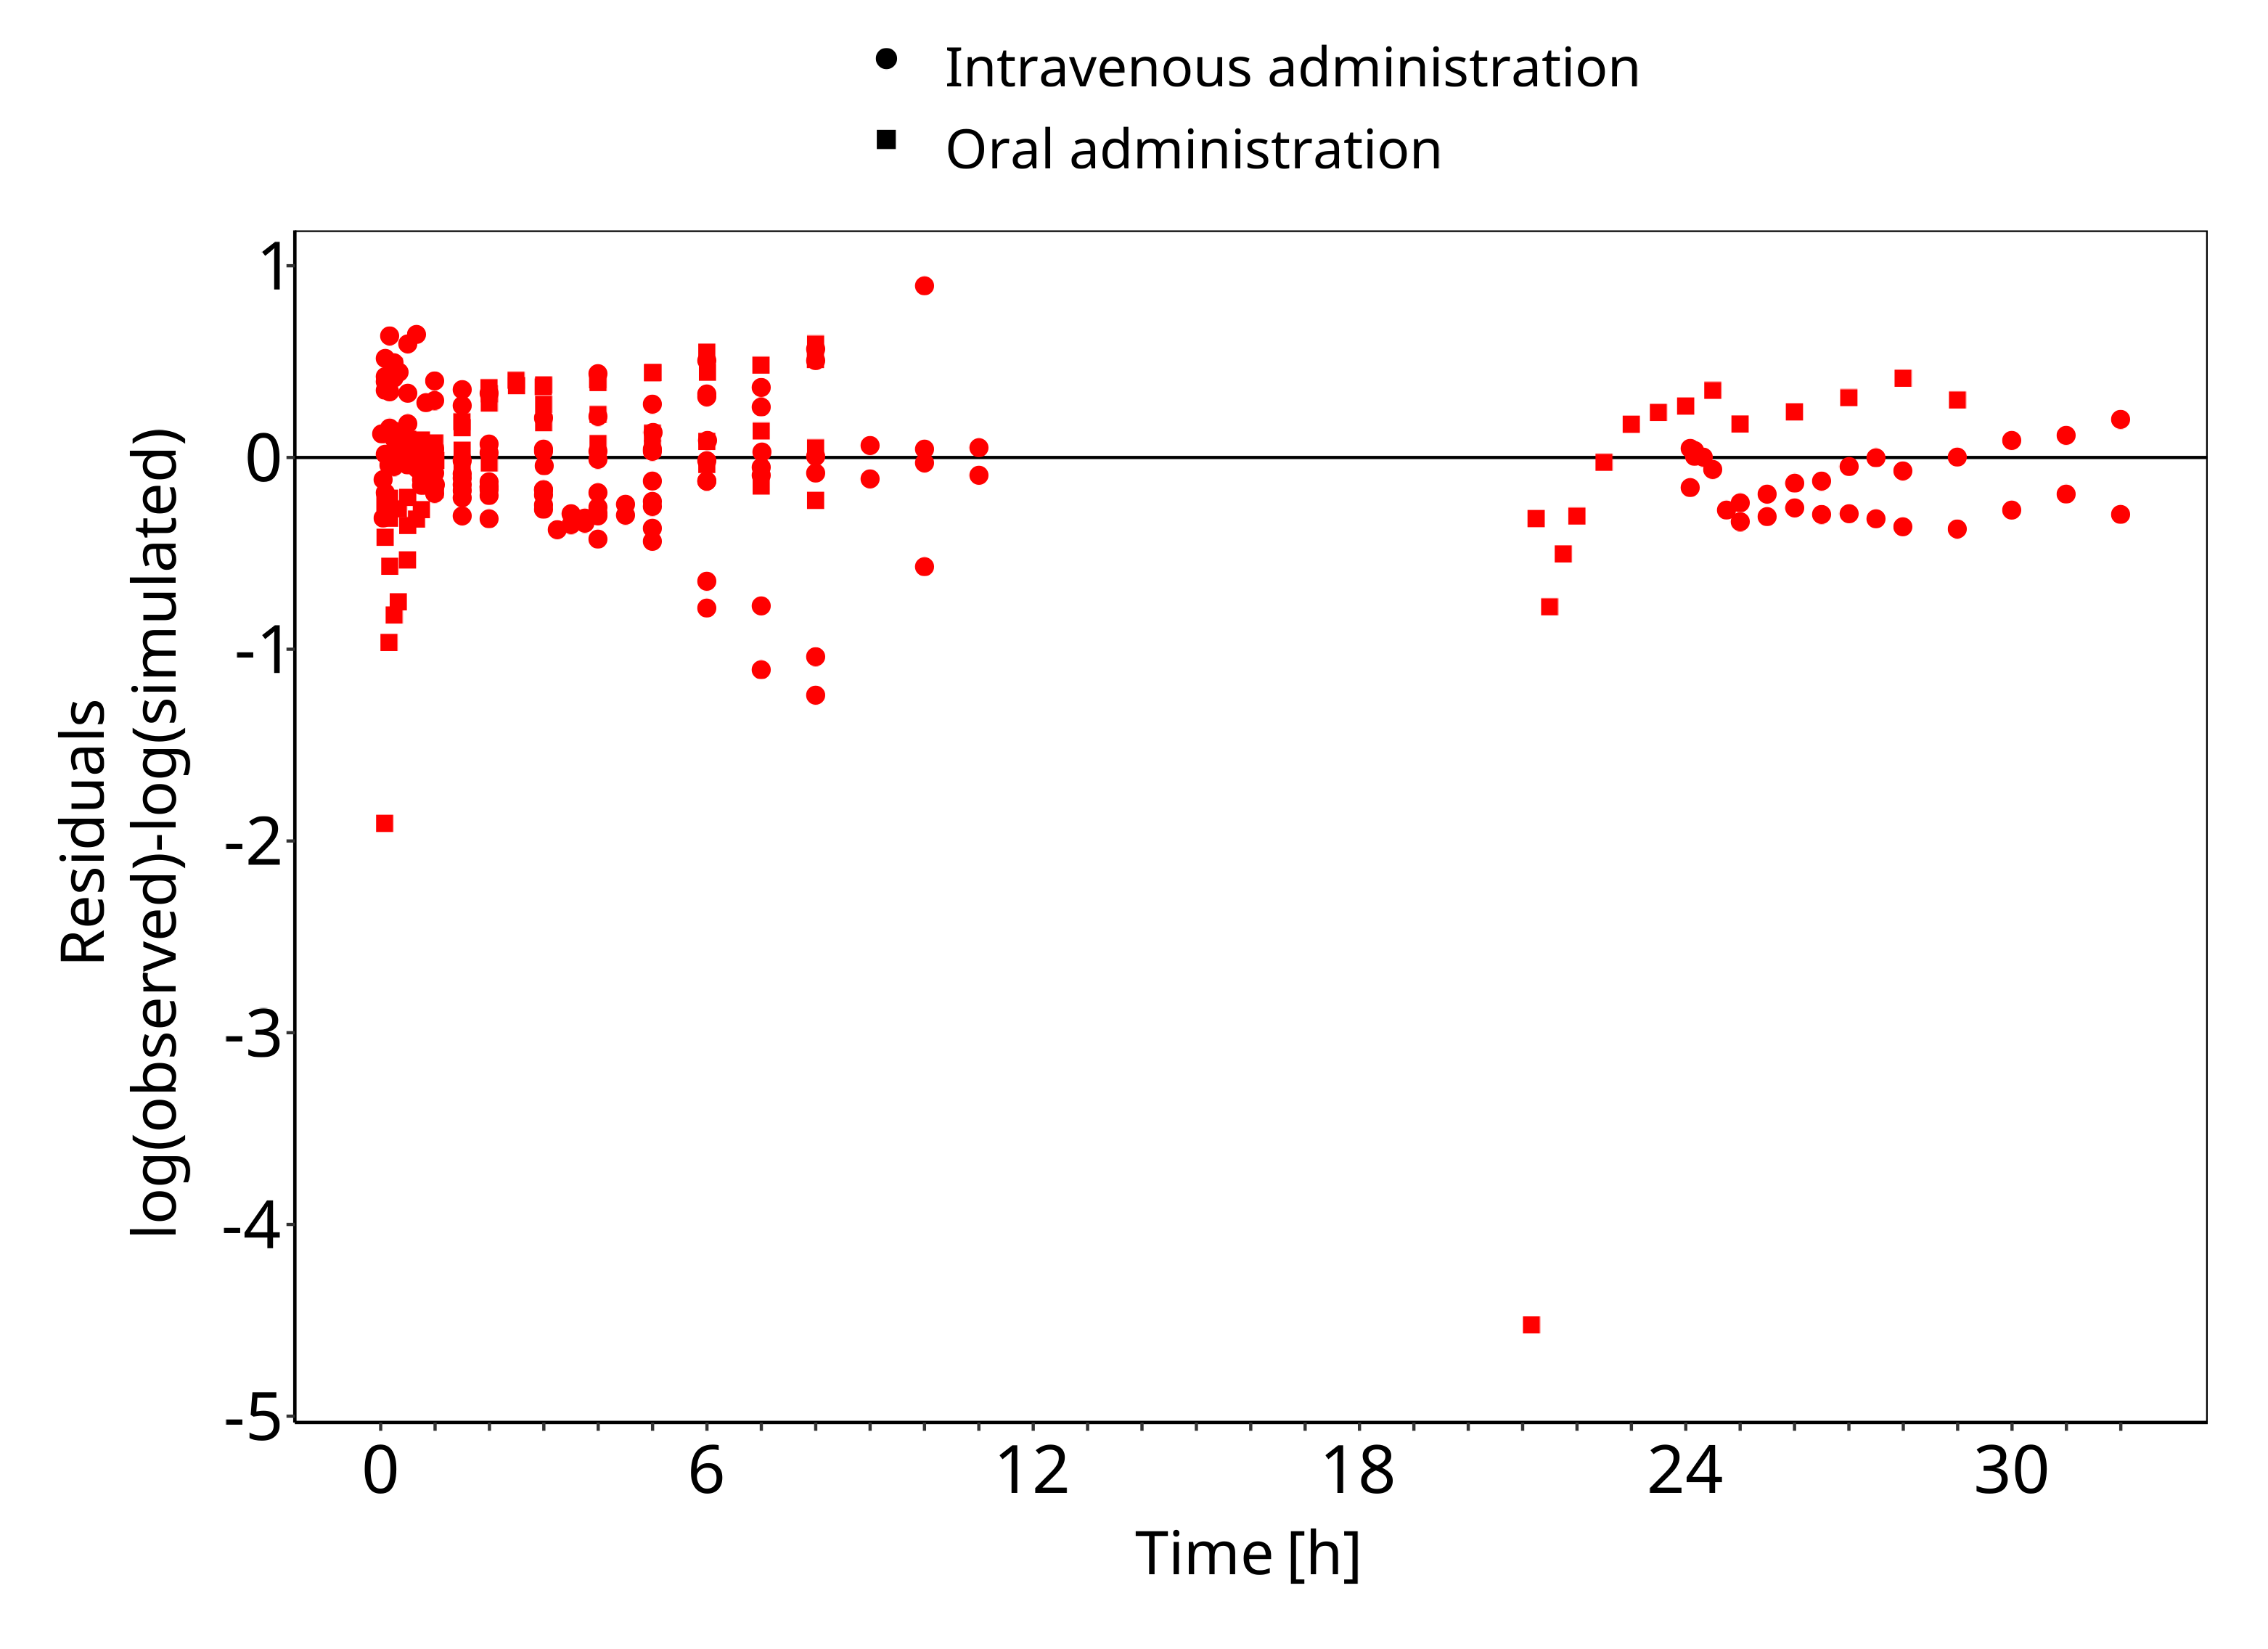 Intravenous administration
Oral administration
Residuals
log(observed)-log(simulated)
1
0
-1
-2
-3
-4
-5
0 6 12 18 24 30
Time [h]